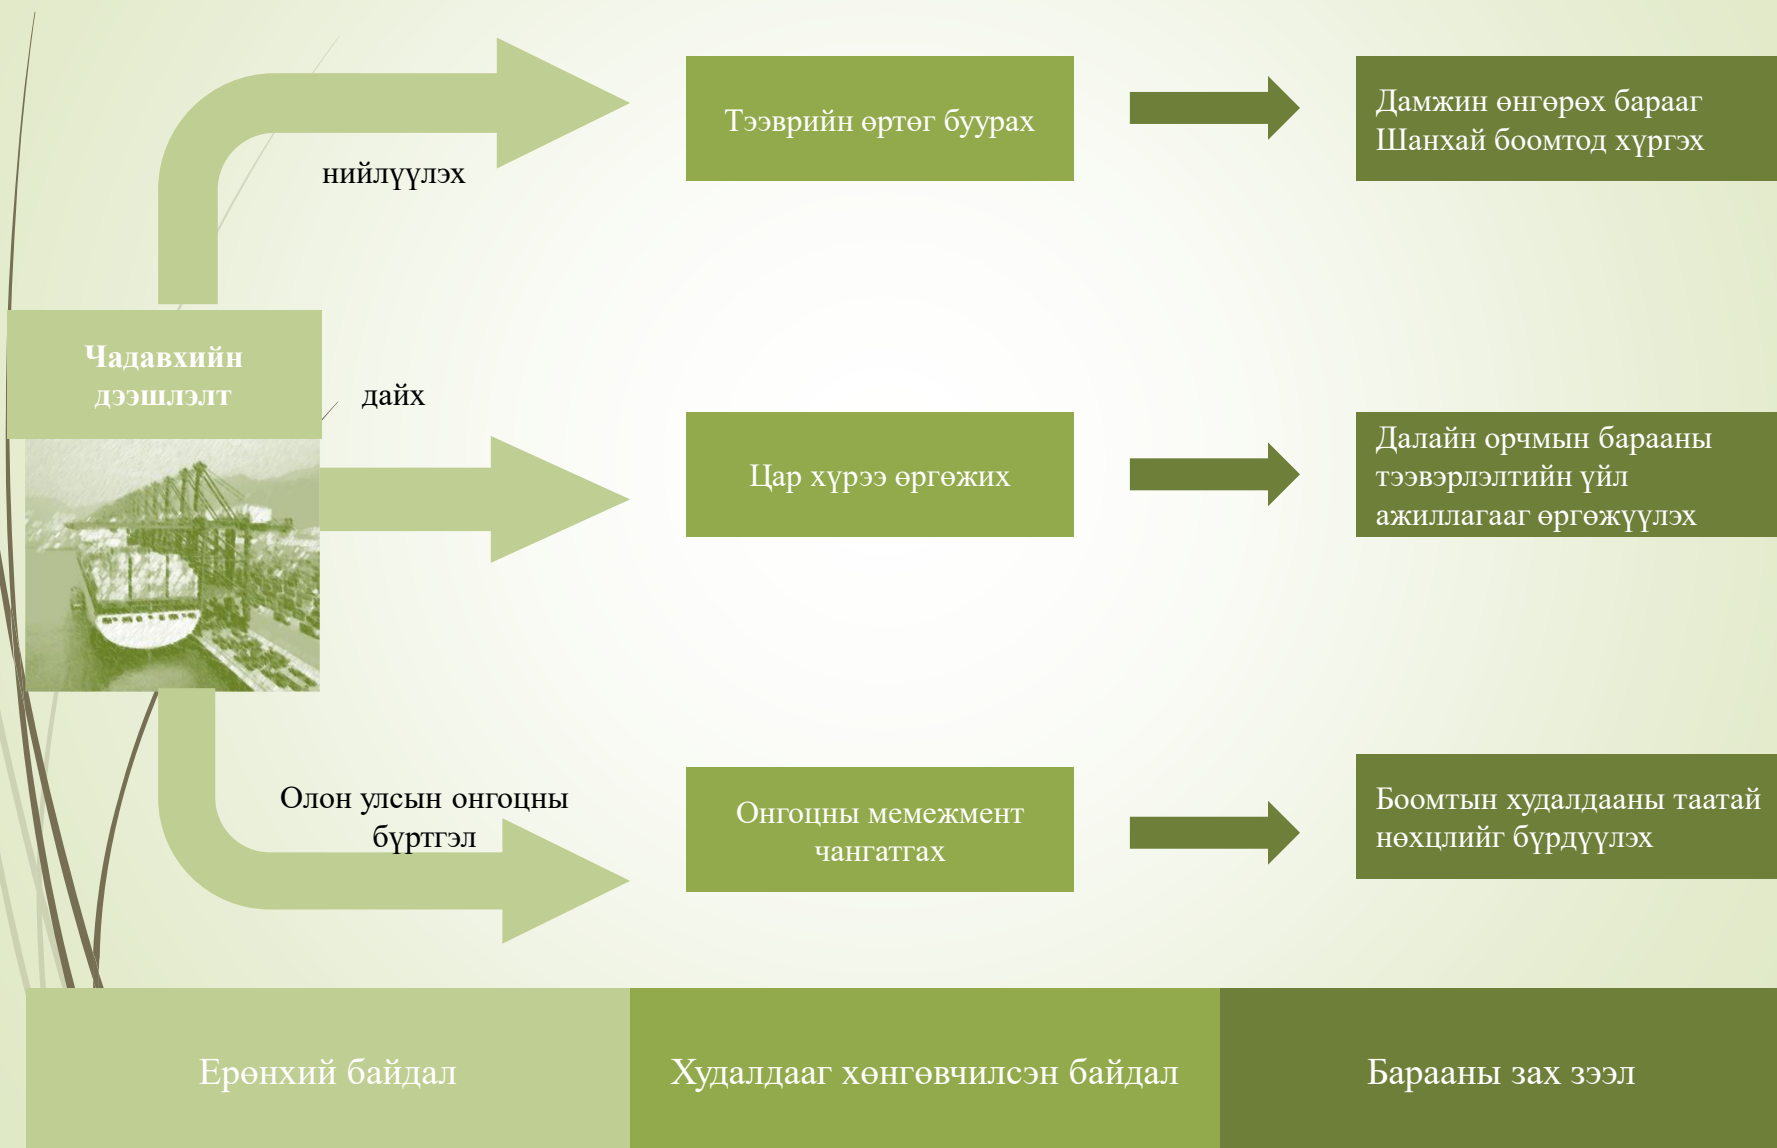 нийлүүлэх
Тээврийн өртөг буурах
Дамжин өнгөрөх барааг
Шанхай боомтод хүргэх
Чадавхийн
дээшлэлт
дайх
Цар хүрээ өргөжих
Далайн орчмын барааны
тээвэрлэлтийн үйл
ажиллагааг өргөжүүлэх
Олон улсын онгоцны
бүртгэл
Онгоцны мемежмент
чангатгах
Боомтын худалдааны таатай
нөхцлийг бүрдүүлэх
Ерөнхий байдал
Худалдааг хөнгөвчилсэн байдал
Барааны зах зээл